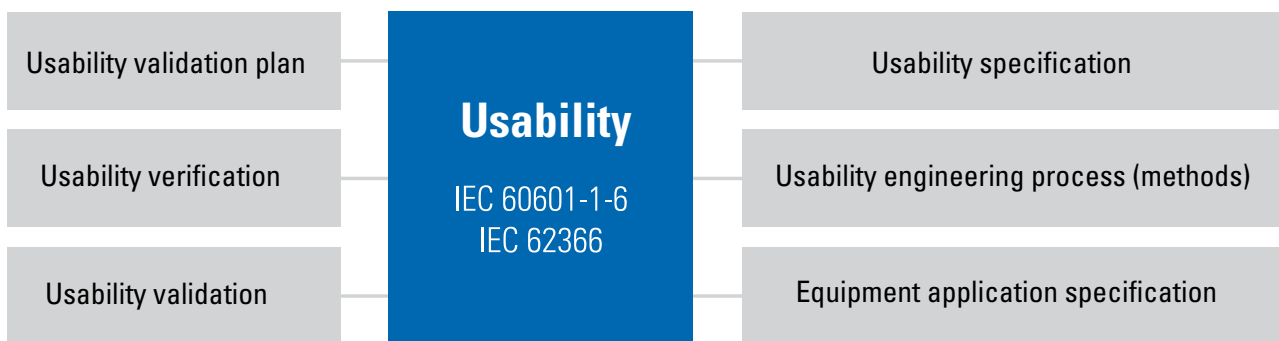 Usability validation plan
Usability verification
Usability validation
Usability
IEC 60601-1-6
IEC 62366
Usability specification
Usability engineering process (methods)
Equipment application specification